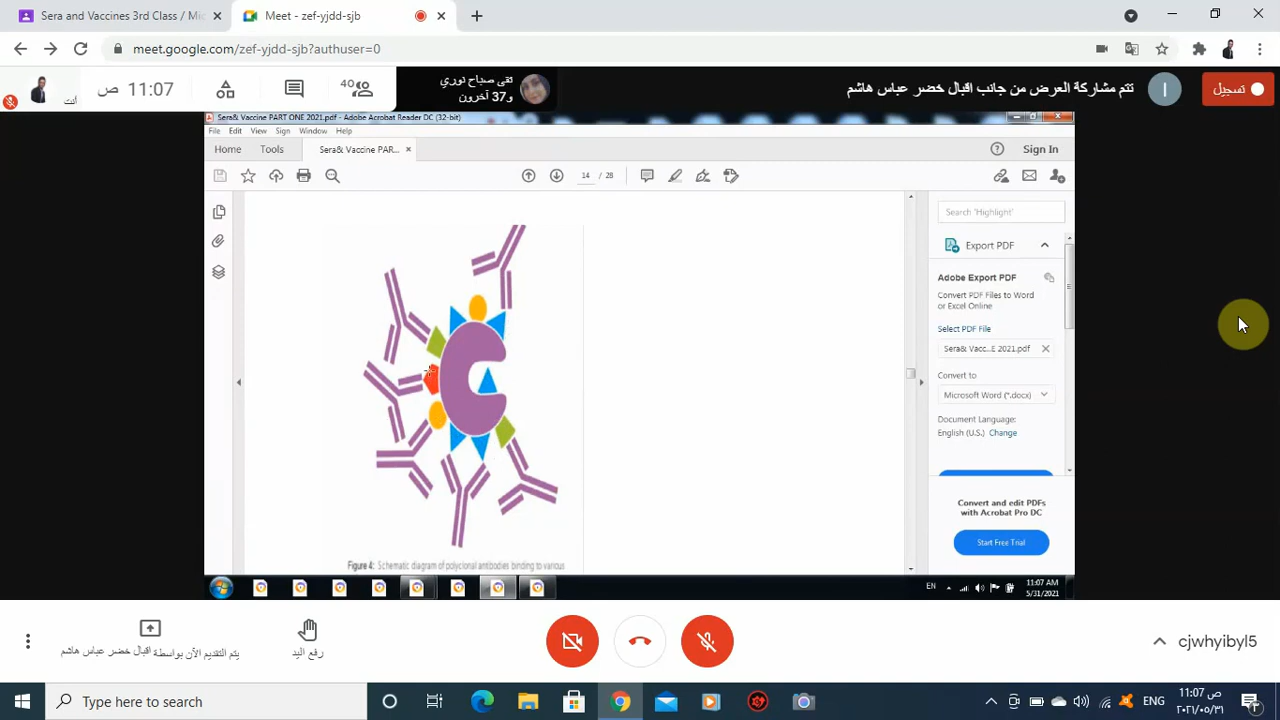 Sera and Vaccines 3rd Class / Mic
Meet - zef-yjdd-sjb
meet.google.com/zef-yjdd-sjb?authuser=0
11:07 ص
أنت
40
تقى صباح نوري
و37 آخرون
تتم مشاركة العرض من جانب اقبال خضر عباس هاشم
I
تسجيل
Sera& Vaccine PART ONE 2021.pdf - Adobe Acrobat Reader DC (32-bit)
File Edit View Sign Window Help
Home Tools Sera& Vaccine PAR... Sign In
14 / 28
Search 'Highlight'
Export PDF
Adobe Export PDF
Convert PDF Files to Word
or Excel Online
Select PDF File
Sera& Vacc...E 2021.pdf
Convert to
Microsoft Word (*.docx)
Document Language:
English (U.S.) Change
Convert and edit PDFs
with Acrobat Pro DC
Start Free Trial
Figure 4: Schematic diagram of polyclonal antibodies binding to various
EN
11:07 AM
5/31/2021
يتم التقديم الآن بواسطة اقبال خضر عباس هاشم
رفع اليد
cjwhyibyl5
Type here to search
ENG
11:07 ص
٢٠٢١/٠٥/٣١